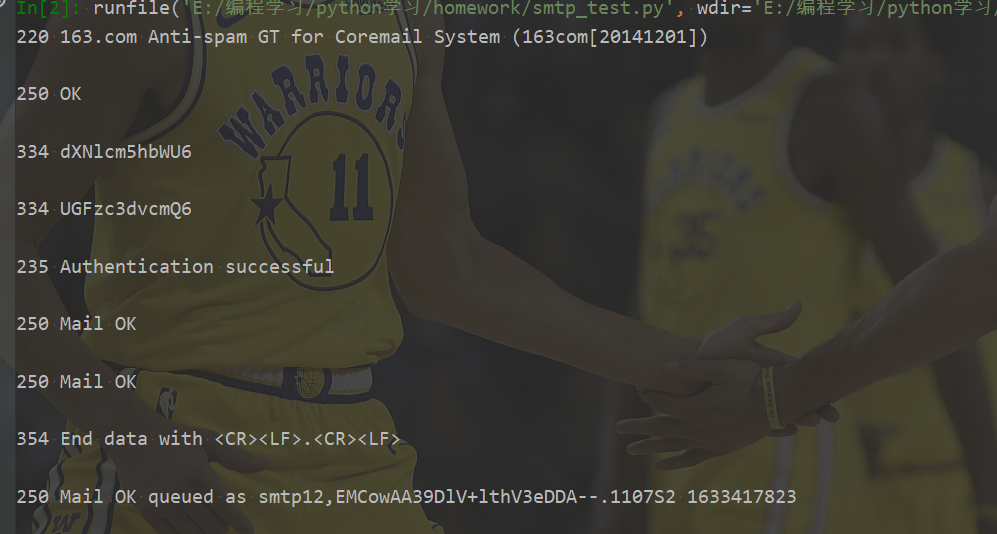 In[2]: runfile('E:/编程学习/python学习/homework/smtp_test.py', wdir='E:/编程学习/python学习/
220 163.com Anti-spam GT for Coremail System (163com[20141201])
250 OK
334 dXNlcm5hbWU6
334 UGFzc3dvcmQ6
235 Authentication successful
250 Mail OK
250 Mail OK
354 End data with <CR><LF>.<CR><LF>
250 Mail OK queued as smtp12,EMCowAA39DlV+lthV3eDDA--.1107S2 1633417823
WARRIORS
11